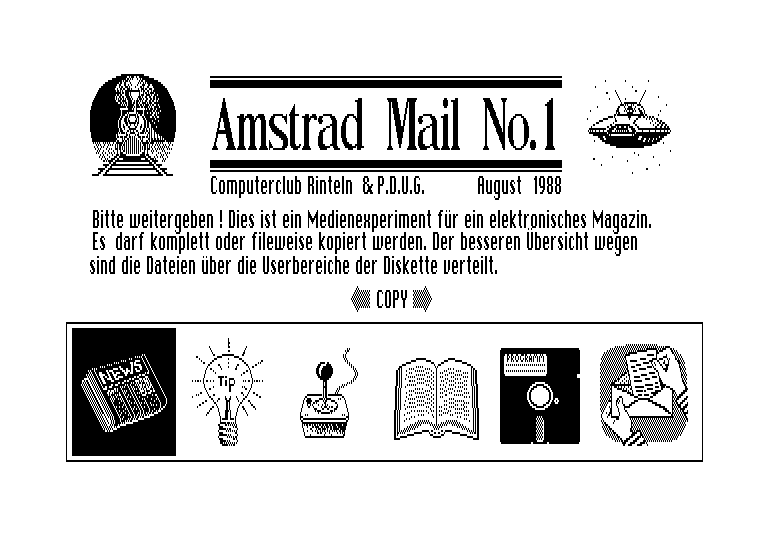 Amstrad Mail No.1
Computerclub Rinteln & P.D.U.G. August 1988
Bitte weitergeben ! Dies ist ein Medienexperiment für ein elektronisches Magazin.
Es darf komplett oder fileweise kopiert werden. Der besseren Übersicht wegen
sind die Dateien über die Userbereiche der Diskette verteilt.
COPY
NEWS
Tip
PROGRAMM